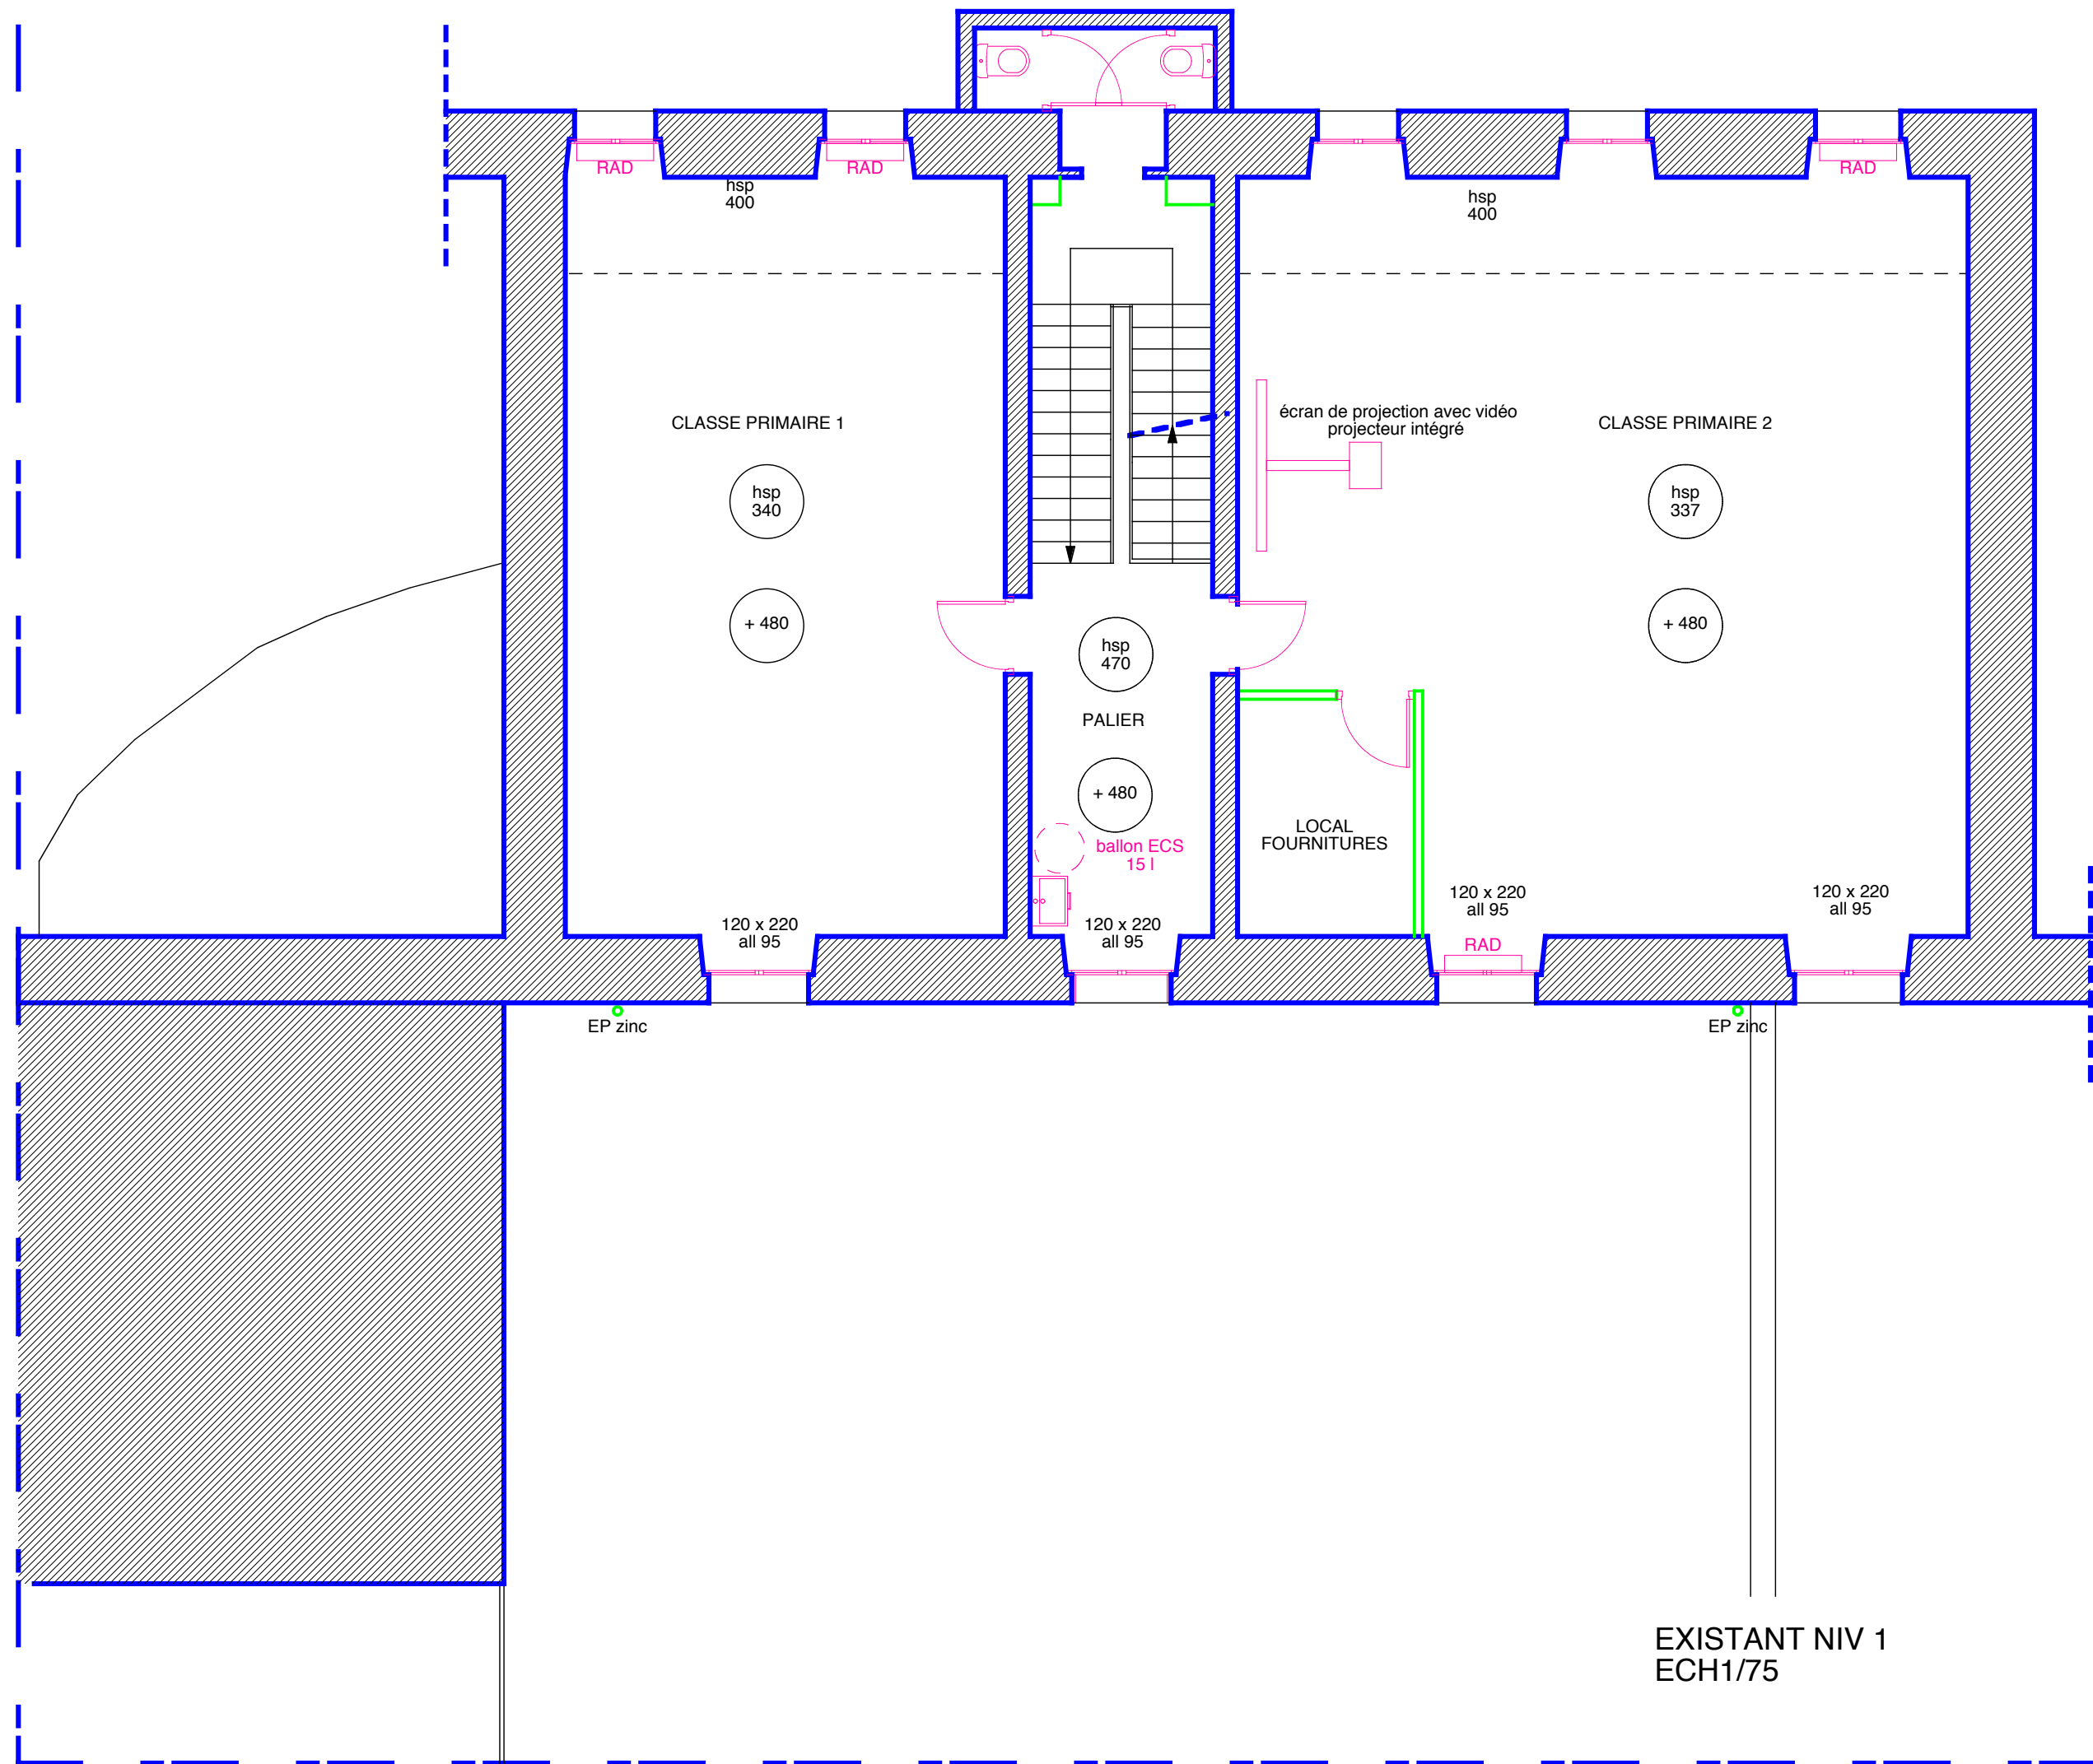 RAD
RAD
RAD
hsp
400
hsp
400
CLASSE PRIMAIRE 1
écran de projection avec vidéo
projecteur intégré
CLASSE PRIMAIRE 2
hsp
340
hsp
337
+ 480
hsp
470
+ 480
PALIER
+ 480
ballon ECS
15 l
LOCAL
FOURNITURES
120 x 220
all 95
120 x 220
all 95
120 x 220
all 95
120 x 220
all 95
RAD
EP zinc
EP zinc
EXISTANT NIV 1
ECH1/75